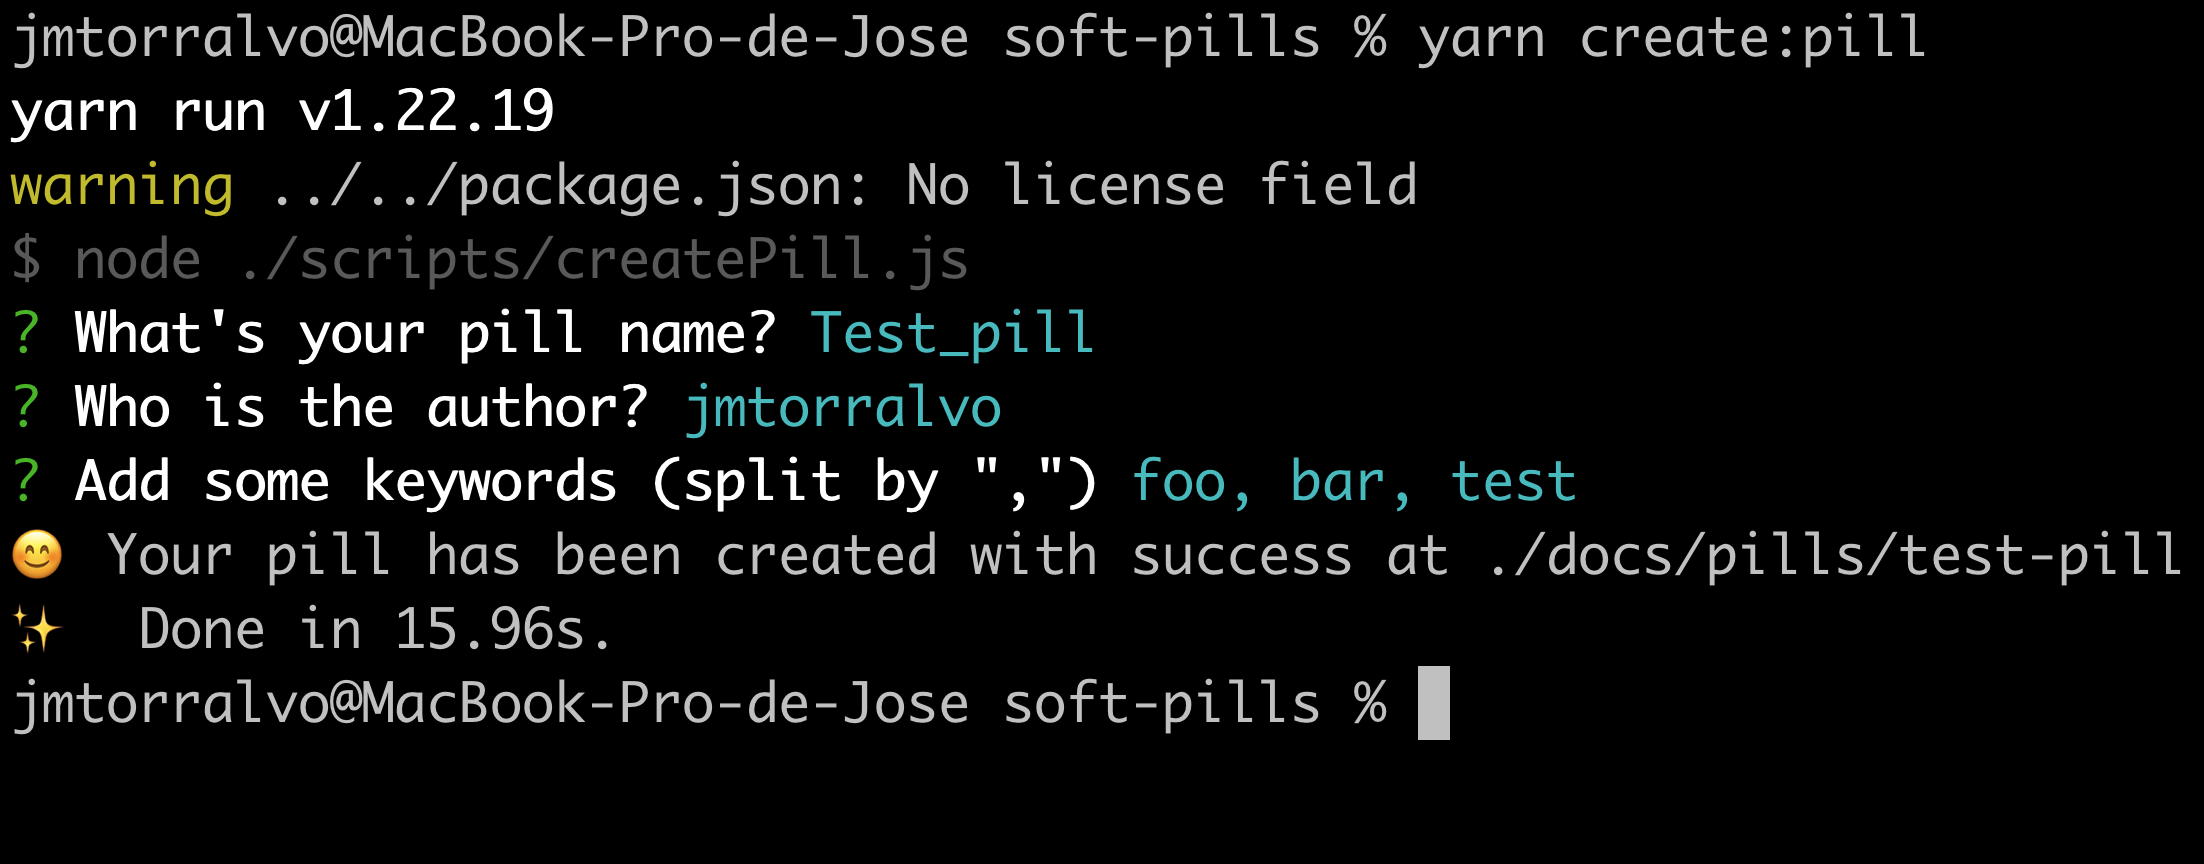 jmtorralvo@MacBook-Pro-de-Jose soft-pills % yarn create:pill
yarn run v1.22.19
warning ../../package.json: No license field
$ node ./scripts/createPill.js
? What's your pill name? Test_pill
? Who is the author? jmtorralvo
? Add some keywords (split by ",") foo, bar, test
😊 Your pill has been created with success at ./docs/pills/test-pill
✨ Done in 15.96s.
jmtorralvo@MacBook-Pro-de-Jose soft-pills %